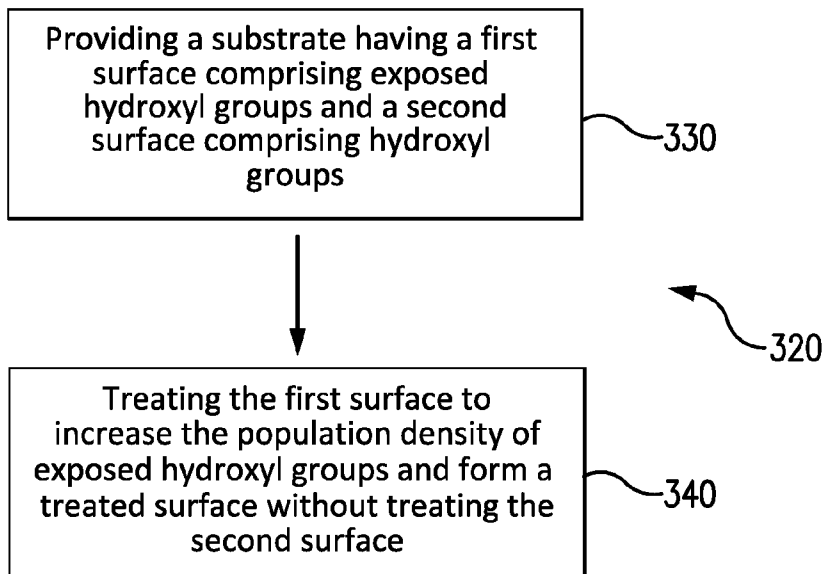 Providing a substrate having a first
surface comprising exposed
hydroxyl groups and a second
surface comprising hydroxyl
groups
330
320
Treating the first surface to
increase the population density of
exposed hydroxyl groups and form a
treated surface without treating the
second surface
340